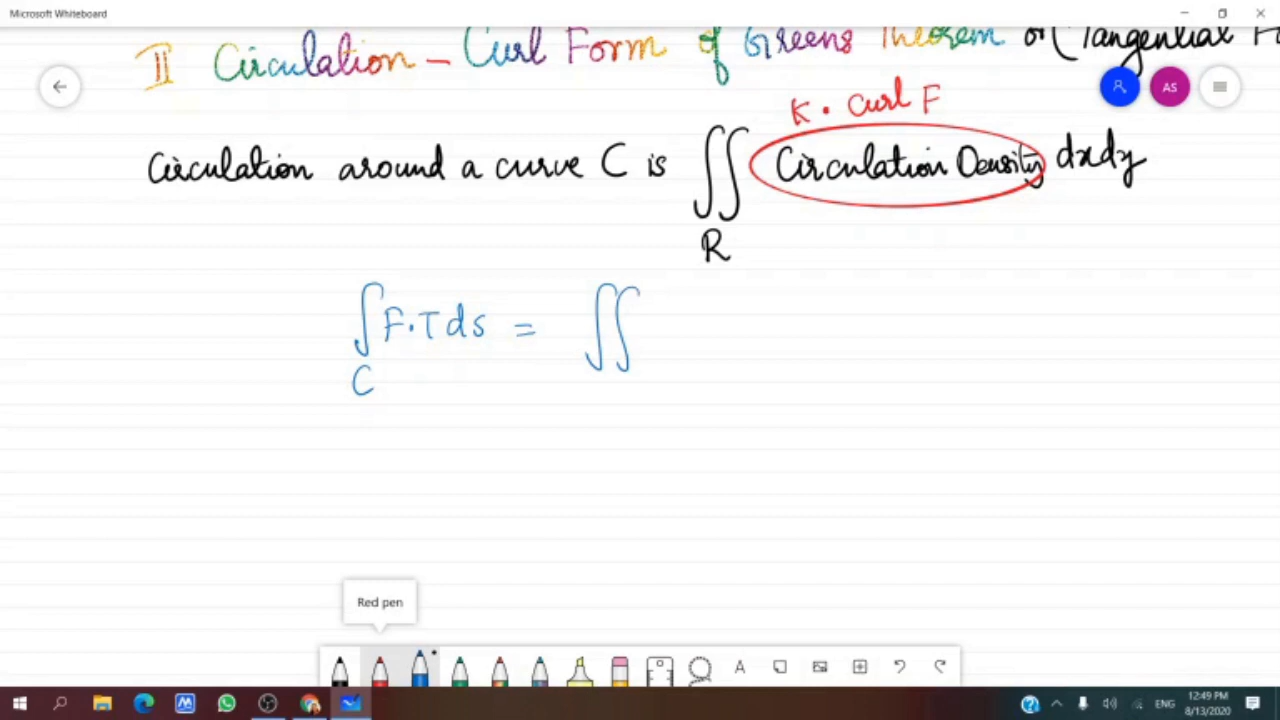 Microsoft Whiteboard
II Circulation - Curl Form of Greens Theorem or (Tangential
AS
K . Curl F
Circulation around a curve C is ∬ Circulation Density dxdy
R
∫ F.T ds = ∬
C
Red pen
A
12:49 PM
ENG
8/13/2020